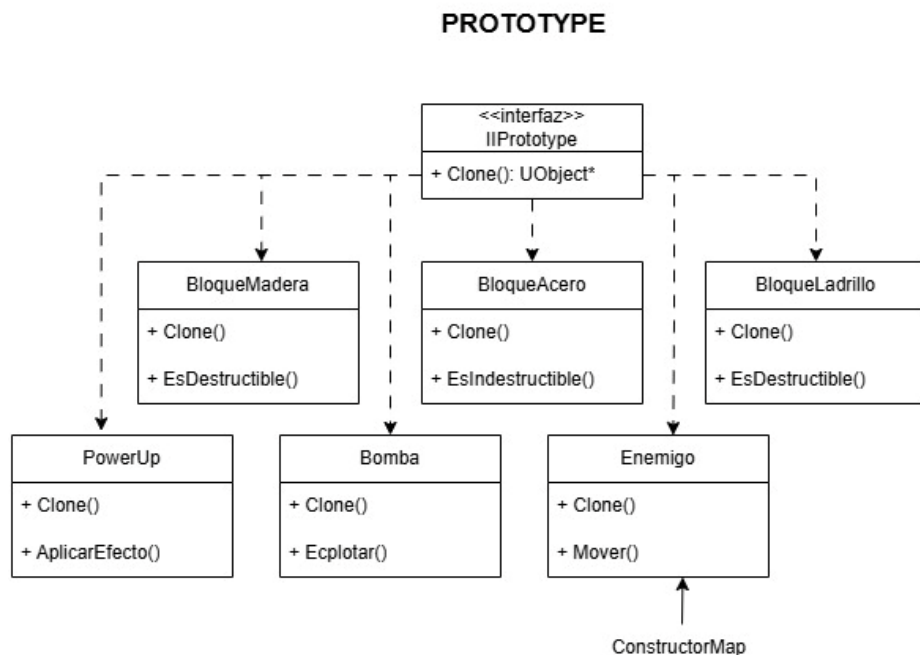 PROTOTYPE
<<interfaz>>
IIPrototype
+ Clone(): UObject*
BloqueMadera
+ Clone()
+ EsDestructible()
BloqueAcero
+ Clone()
+ EsIndestructible()
BloqueLadrillo
+ Clone()
+ EsDestructible()
PowerUp
+ Clone()
+ AplicarEfecto()
Bomba
+ Clone()
+ Ecplotar()
Enemigo
+ Clone()
+ Mover()
ConstructorMap